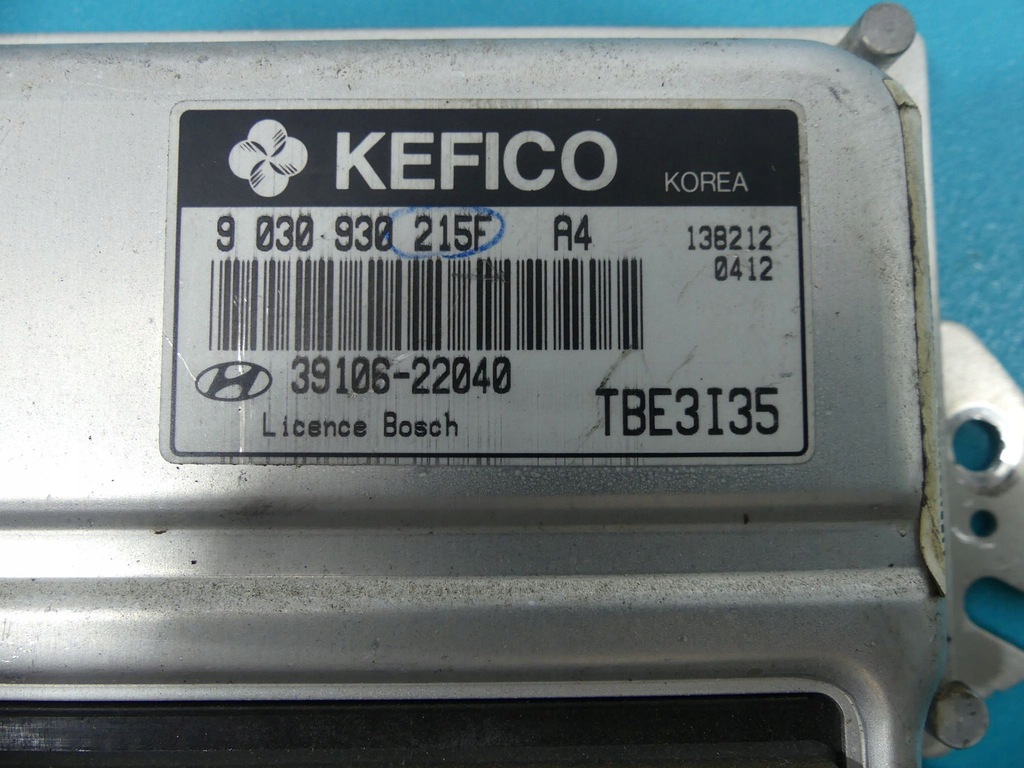 KEFICO KOREA
9 030 930 215F A4 138212
0412
39106-22040
Licence Bosch TBE3I35